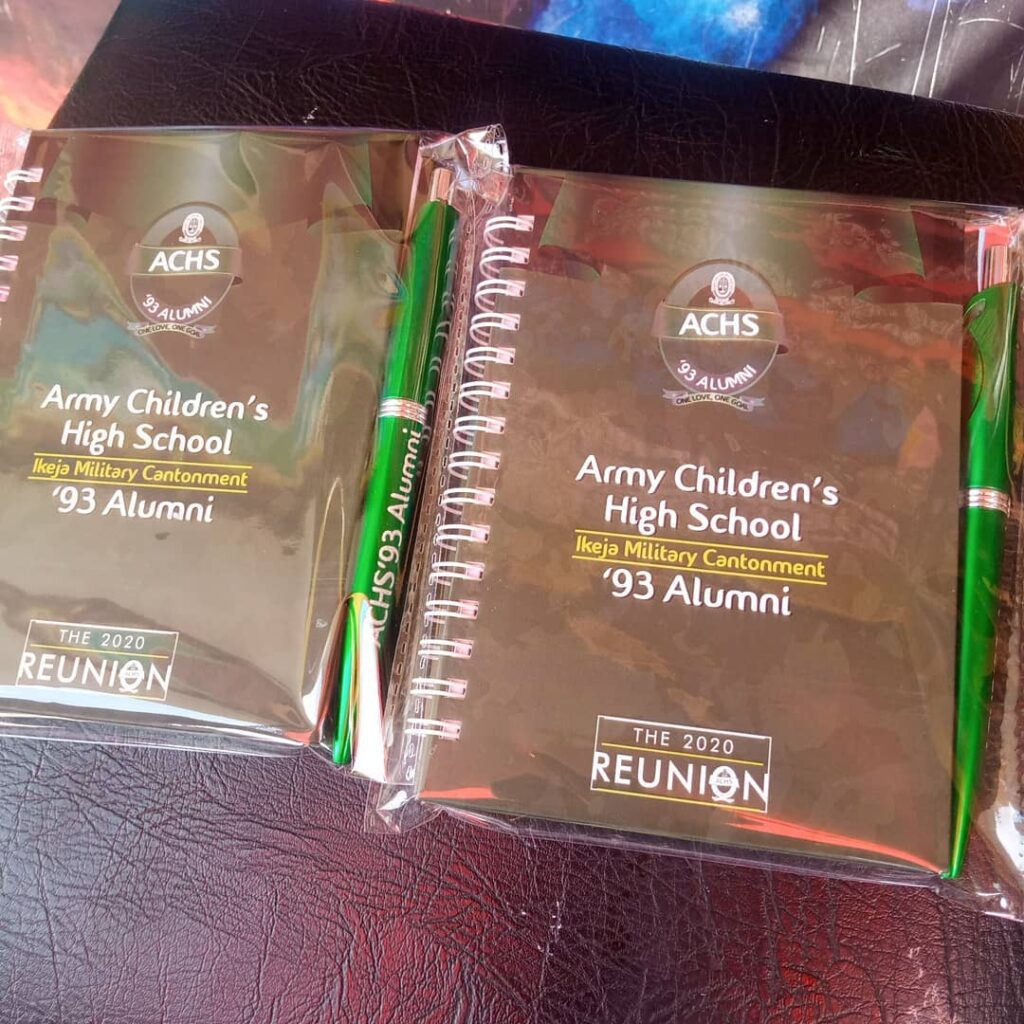 ACHS
'93 ALUMNI
ONE LOVE, ONE GOAL
Army Children's
High School
Ikeja Military Cantonment
'93 Alumni
THE 2020
REUNION
ACHS'93 Alumni
ACHS
'93 ALUMNI
ONE LOVE, ONE GOAL
Army Children's
High School
Ikeja Military Cantonment
'93 Alumni
THE 2020
REUNION